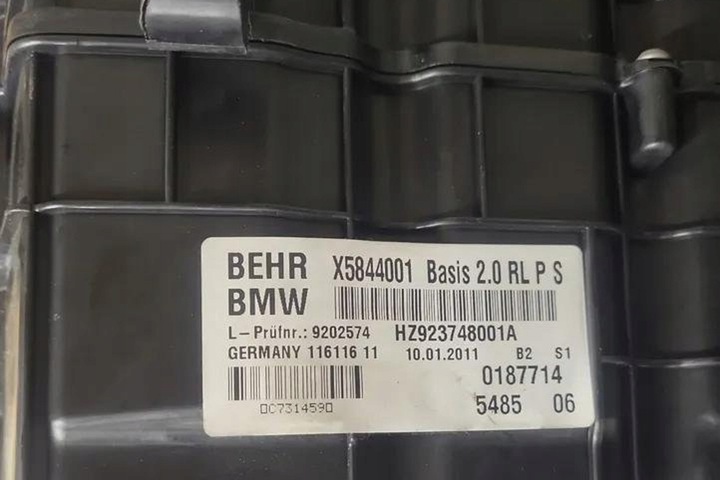 BEHR X5844001 Basis 2.0 RL P S
BMW
L-Prüfnr.: 9202574 HZ923748001A
GERMANY 116116 11 10.01.2011 B2 S1
0187714
5485 06
0C7314590